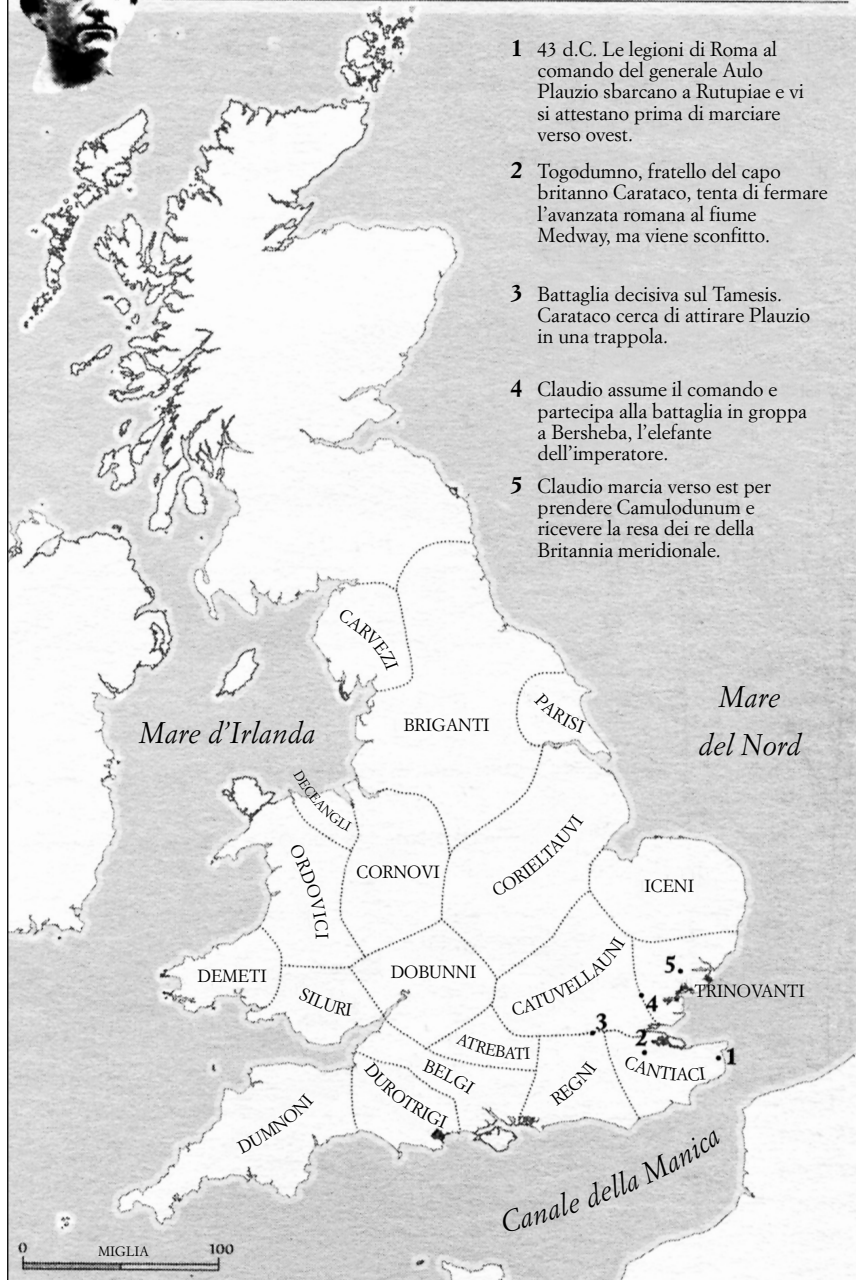 1 43 d.C. Le legioni di Roma al
comando del generale Aulo
Plauzio sbarcano a Rutupiae e vi
si attestano prima di marciare
verso ovest.
2 Togodumno, fratello del capo
britanno Carataco, tenta di fermare
l’avanzata romana al fiume
Medway, ma viene sconfitto.
3 Battaglia decisiva sul Tamesis.
Carataco cerca di attirare Plauzio
in una trappola.
4 Claudio assume il comando e
partecipa alla battaglia in groppa
a Bersheba, l’elefante
dell’imperatore.
5 Claudio marcia verso est per
prendere Camulodunum e
ricevere la resa dei re della
Britannia meridionale.
CARVEZI
PARISI
BRIGANTI
Mare
del Nord
Mare d’Irlanda
DECEANGLI
ORDOVICI
CORNOVI
CORIELTAUVI
ICENI
DEMETI
SILURI
DOBUNNI
CATUVELLAUNI
5
TRINOVANTI
4
3
2
1
ATREBATI
BELGI
REGNI
CANTIACI
DUROTRIGI
DUMNONI
Canale della Manica
0 MIGLIA 100